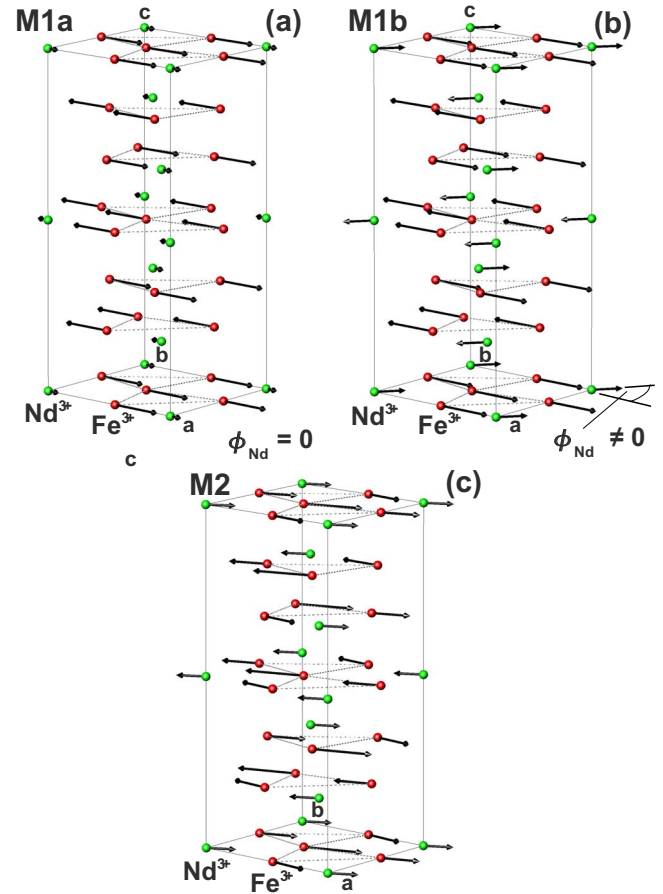 M1a
c
(a)
b
Nd³⁺
Fe³⁺
a
ϕNd = 0
c
M1b
c
(b)
b
Nd³⁺
Fe³⁺
a
ϕNd ≠ 0
M2
(c)
b
Nd³⁺
Fe³⁺
a